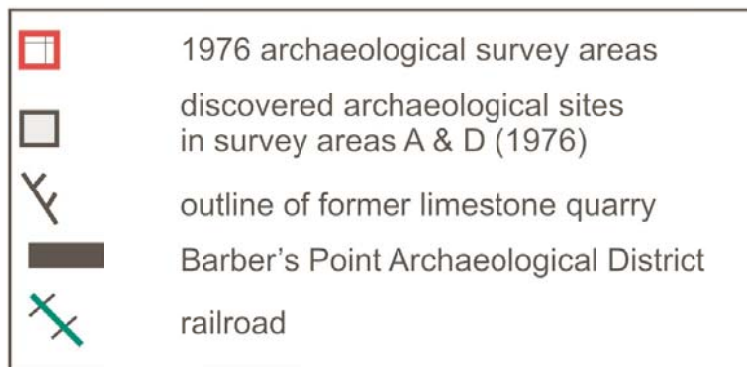 1976 archaeological survey areas
discovered archaeological sites
in survey areas A & D (1976)
outline of former limestone quarry
Barber's Point Archaeological District
railroad